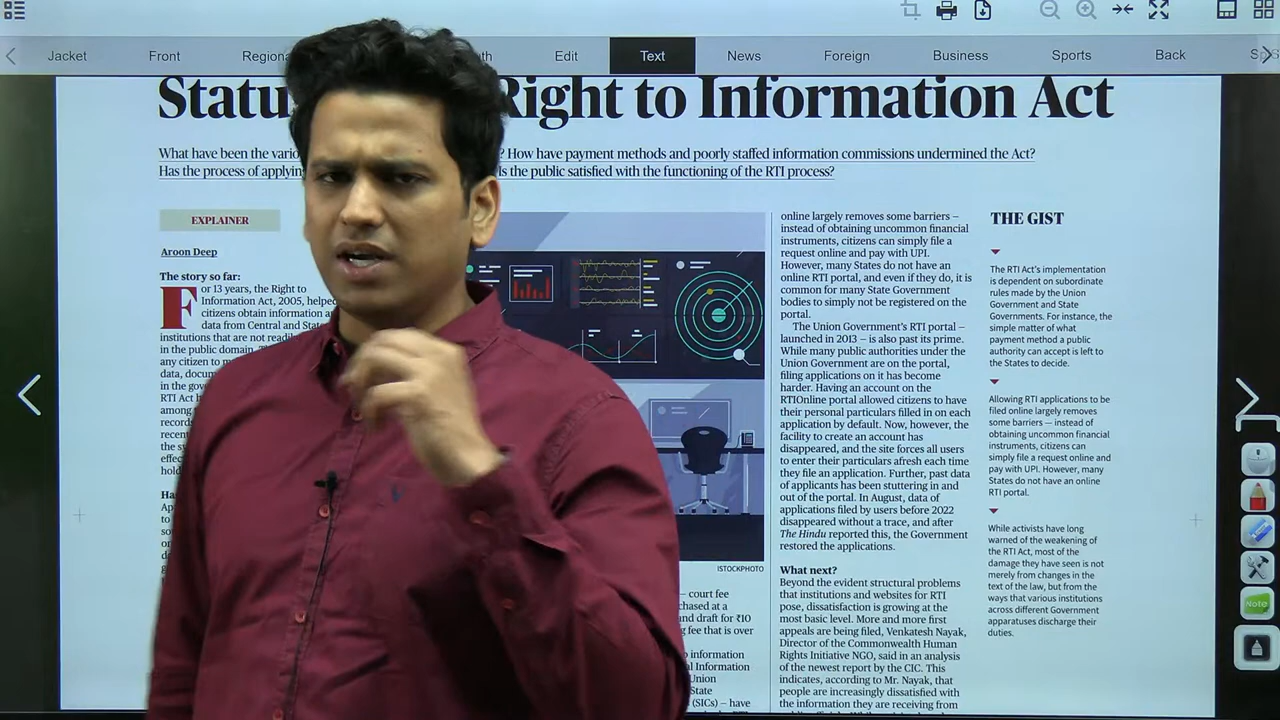 Jacket Front Regiona Edit Text News Foreign Business Sports Back
Right to Information Act
What have been the vario ? How have payment methods and poorly staffed information commissions undermined the Act?
Has the process of applying Is the public satisfied with the functioning of the RTI process?
EXPLAINER
Aroon Deep
The story so far:
For 13 years, the Right to
Information Act, 2005, helped
citizens obtain information
data from Central and State
institutions that are not
in the public domain.
any citizen to
data,
in the
RTI Act
among
records
ISTOCKPHOTO
— court fee
at a
draft for ₹10
fee that is over
information
Information
Union
State
(SICs) — have
online largely removes some barriers —
instead of obtaining uncommon financial
instruments, citizens can simply file a
request online and pay with UPI.
However, many States do not have an
online RTI portal, and even if they do, it is
common for many State Government
bodies to simply not be registered on the
portal.
The Union Government's RTI portal —
launched in 2013 — is also past its prime.
While many public authorities under the
Union Government are on the portal,
filing applications on it has become
harder. Having an account on the
RTIOnline portal allowed citizens to have
their personal particulars filled in on each
application by default. Now, however, the
facility to create an account has
disappeared, and the site forces all users
to enter their particulars afresh each time
they file an application. Further, past data
of applicants has been stuttering in and
out of the portal. In August, data of
applications filed by users before 2022
disappeared without a trace, and after
The Hindu reported this, the Government
restored the applications.
What next?
Beyond the evident structural problems
that institutions and websites for RTI
pose, dissatisfaction is growing at the
most basic level. More and more first
appeals are being filed, Venkatesh Nayak,
Director of the Commonwealth Human
Rights Initiative NGO, said in an analysis
of the newest report by the CIC. This
indicates, according to Mr. Nayak, that
people are increasingly dissatisfied with
the information they are receiving from
THE GIST
The RTI Act's implementation
is dependent on subordinate
rules made by the Union
Government and State
Governments. For instance, the
simple matter of what
payment method a public
authority can accept is left to
the States to decide.
Allowing RTI applications to be
filed online largely removes
some barriers — instead of
obtaining uncommon financial
instruments, citizens can
simply file a request online and
pay with UPI. However, many
States do not have an online
RTI portal.
While activists have long
warned of the weakening of
the RTI Act, most of the
damage they have seen is not
merely from changes in the
text of the law, but from the
ways that various institutions
across different Government
apparatuses discharge their
duties.
Note